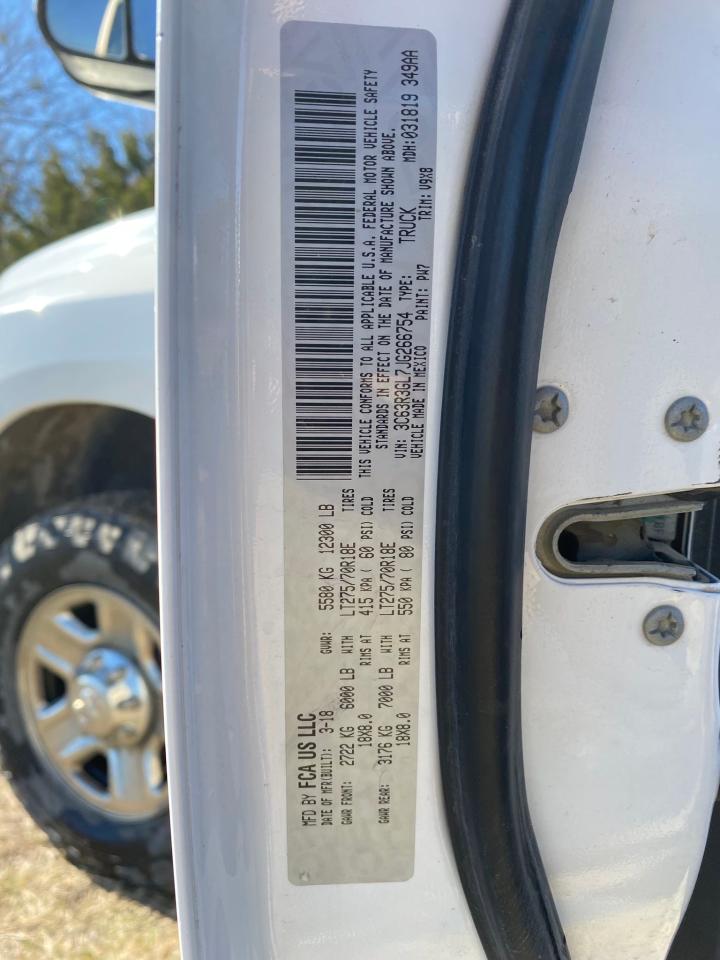 MFD BY FCA US LLC
DATE OF MFR(BUILT): 3-18 GVWR: 5580 KG 12300 LB
GAWR FRONT: 2722 KG 6000 LB WITH LT275/70R18E TIRES
18X8.0 RIMS AT 415 KPA ( 60 PSI) COLD
GAWR REAR: 3176 KG 7000 LB WITH LT275/70R18E TIRES
18X8.0 RIMS AT 550 KPA ( 80 PSI) COLD
THIS VEHICLE CONFORMS TO ALL APPLICABLE U.S.A. FEDERAL MOTOR VEHICLE SAFETY
STANDARDS IN EFFECT ON THE DATE OF MANUFACTURE SHOWN ABOVE.
VIN: 3C63R3GL7JG266754 TYPE: TRUCK MDH:031819 349AA
VEHICLE MADE IN MEXICO PAINT: PW7 TRIM: V9X8